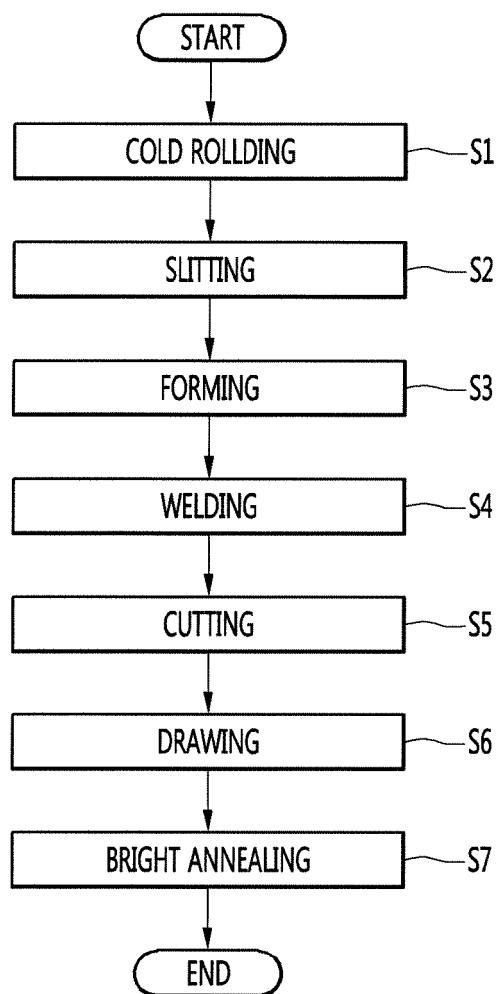 START
COLD ROLLDING S1
SLITTING S2
FORMING S3
WELDING S4
CUTTING S5
DRAWING S6
BRIGHT ANNEALING S7
END